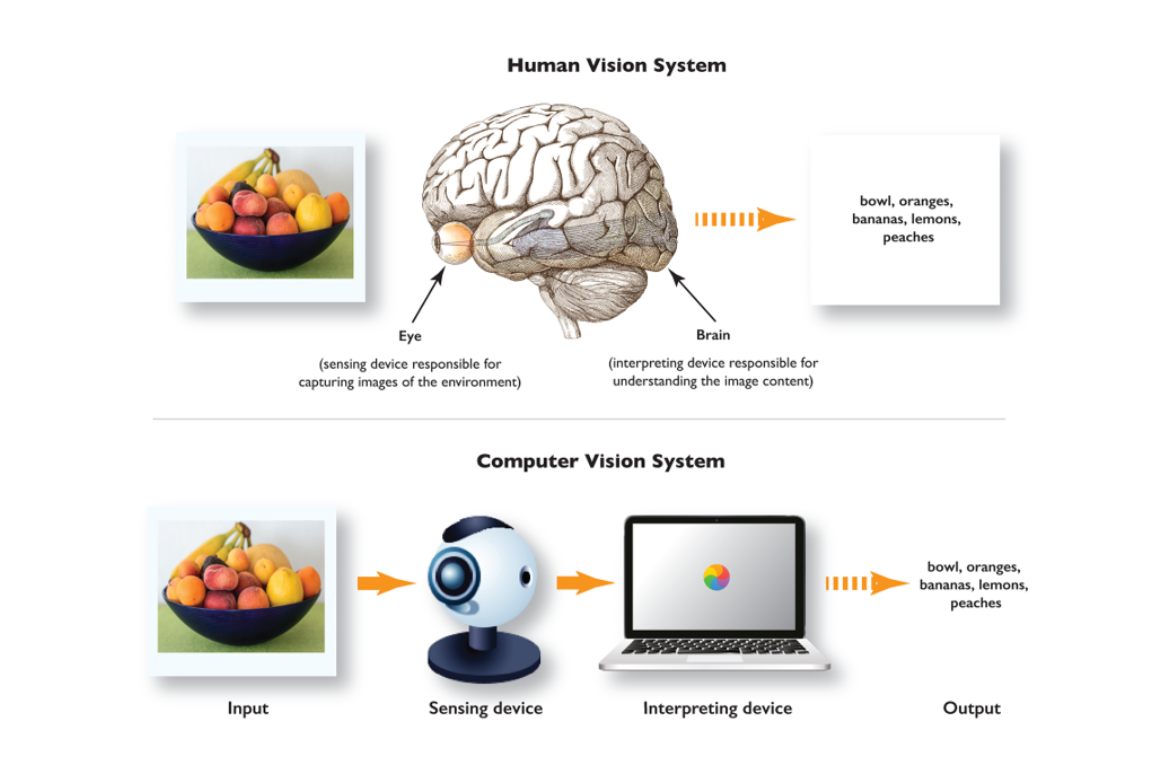 Human Vision System
bowl, oranges,
bananas, lemons,
peaches
Eye
(sensing device responsible for
capturing images of the environment)
Brain
(interpreting device responsible for
understanding the image content)
Computer Vision System
bowl, oranges,
bananas, lemons,
peaches
Input
Sensing device
Interpreting device
Output